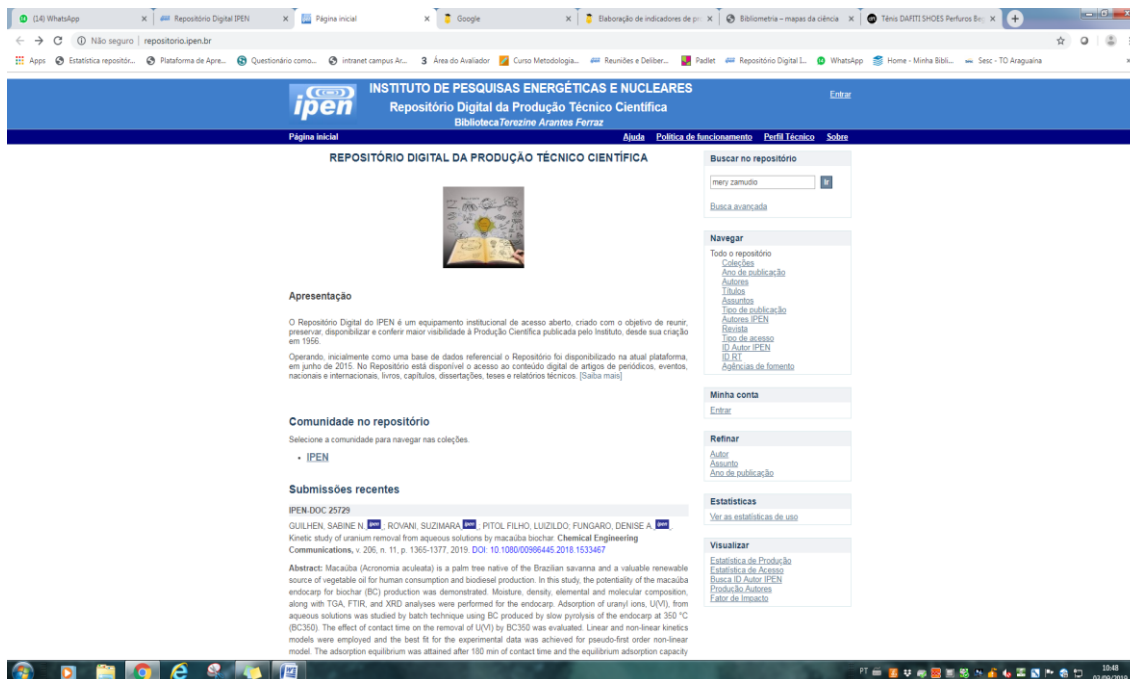 (14) WhatsApp
Repositório Digital IPEN
Página inicial
Google
Elaboração de indicadores de pr
Bibliometria – mapas da ciência
Tênis DAFITI SHOES Perfuros Beg
Não seguro | repositorio.ipen.br
Apps Estatística repositór... Plataforma de Apre... Questionário como... intranet campus Ar... Área do Avaliador Curso Metodologia... Reuniões e Deliber... Padlet Repositório Digital I... WhatsApp Home - Minha Bibli... Sesc - TO Araguaína
ipen
INSTITUTO DE PESQUISAS ENERGÉTICAS E NUCLEARES
Repositório Digital da Produção Técnico Científica
Biblioteca Terezine Arantes Ferraz
Entrar
Página inicial
Ajuda Política de funcionamento Perfil Técnico Sobre
REPOSITÓRIO DIGITAL DA PRODUÇÃO TÉCNICO CIENTÍFICA
Apresentação
O Repositório Digital do IPEN é um equipamento institucional de acesso aberto, criado com o objetivo de reunir,
preservar, disponibilizar e conferir maior visibilidade à Produção Científica publicada pelo Instituto, desde sua criação
em 1956.
Operando, inicialmente como uma base de dados referencial o Repositório foi disponibilizado na atual plataforma,
em junho de 2015. No Repositório está disponível o acesso ao conteúdo digital de artigos de periódicos, eventos,
nacionais e internacionais, livros, capítulos, dissertações, teses e relatórios técnicos. [Saiba mais]
Comunidade no repositório
Selecione a comunidade para navegar nas coleções.
IPEN
Submissões recentes
IPEN-DOC 25729
GUILHEN, SABINE N. ipen ; ROVANI, SUZIMARA ipen ; PITOL FILHO, LUIZILDO; FUNGARO, DENISE A. ipen .
Kinetic study of uranium removal from aqueous solutions by macaúba biochar. Chemical Engineering
Communications, v. 206, n. 11, p. 1365-1377, 2019. DOI: 10.1080/00986445.2018.1533467
Abstract: Macaúba (Acronomia aculeata) is a palm tree native of the Brazilian savanna and a valuable renewable
source of vegetable oil for human consumption and biodiesel production. In this study, the potentiality of the macaúba
endocarp for biochar (BC) production was demonstrated. Moisture, density, elemental and molecular composition,
along with TGA, FTIR, and XRD analyses were performed for the endocarp. Adsorption of uranyl ions, U(VI), from
aqueous solutions was studied by batch technique using BC produced by slow pyrolysis of the endocarp at 350 °C
(BC350). The effect of contact time on the removal of U(VI) by BC350 was evaluated. Linear and non-linear kinetics
models were employed and the best fit for the experimental data was achieved for pseudo-first order non-linear
model. The adsorption equilibrium was attained after 180 min of contact time and the equilibrium adsorption capacity
Buscar no repositório
mery zamudio
Ir
Busca avançada
Navegar
Todo o repositório
Coleções
Ano de publicação
Autores
Títulos
Assuntos
Tipo de publicação
Autores IPEN
Revista
Tipo de acesso
ID Autor IPEN
ID RT
Agências de fomento
Minha conta
Entrar
Refinar
Autor
Assunto
Ano de publicação
Estatísticas
Ver as estatísticas de uso
Visualizar
Estatística de Produção
Estatística de Acesso
Busca ID Autor IPEN
Produção Autores
Fator de Impacto
PT
10:48
03/09/2019